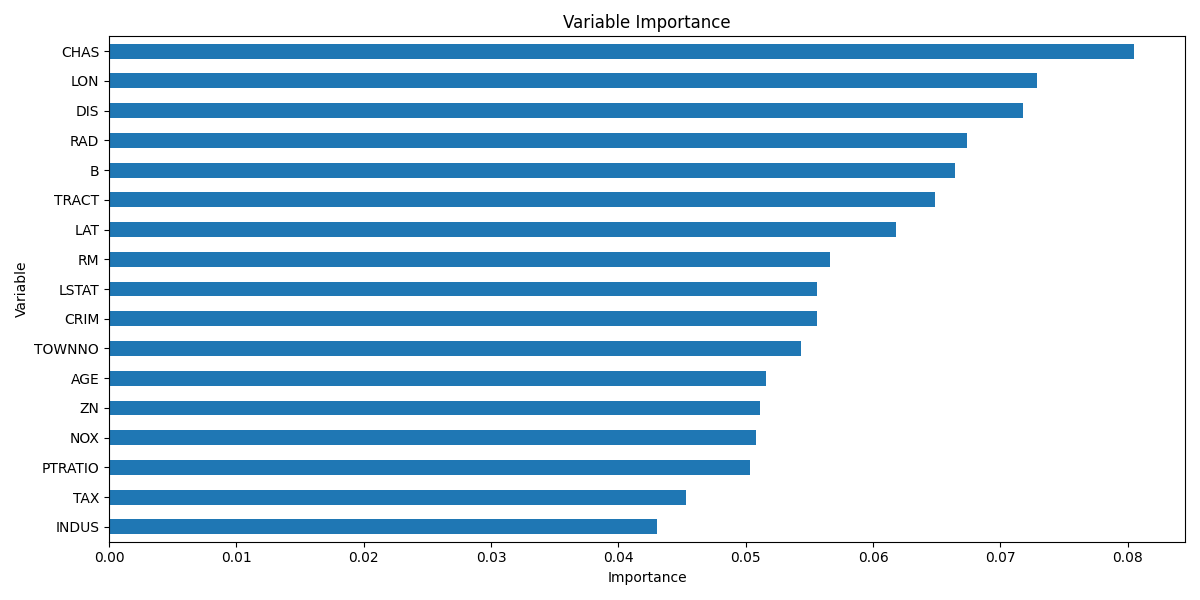 Variable Importance
CHAS
LON
DIS
RAD
B
TRACT
LAT
RM
LSTAT
CRIM
TOWNNO
AGE
ZN
NOX
PTRATIO
TAX
INDUS
Variable
0.00 0.01 0.02 0.03 0.04 0.05 0.06 0.07 0.08
Importance